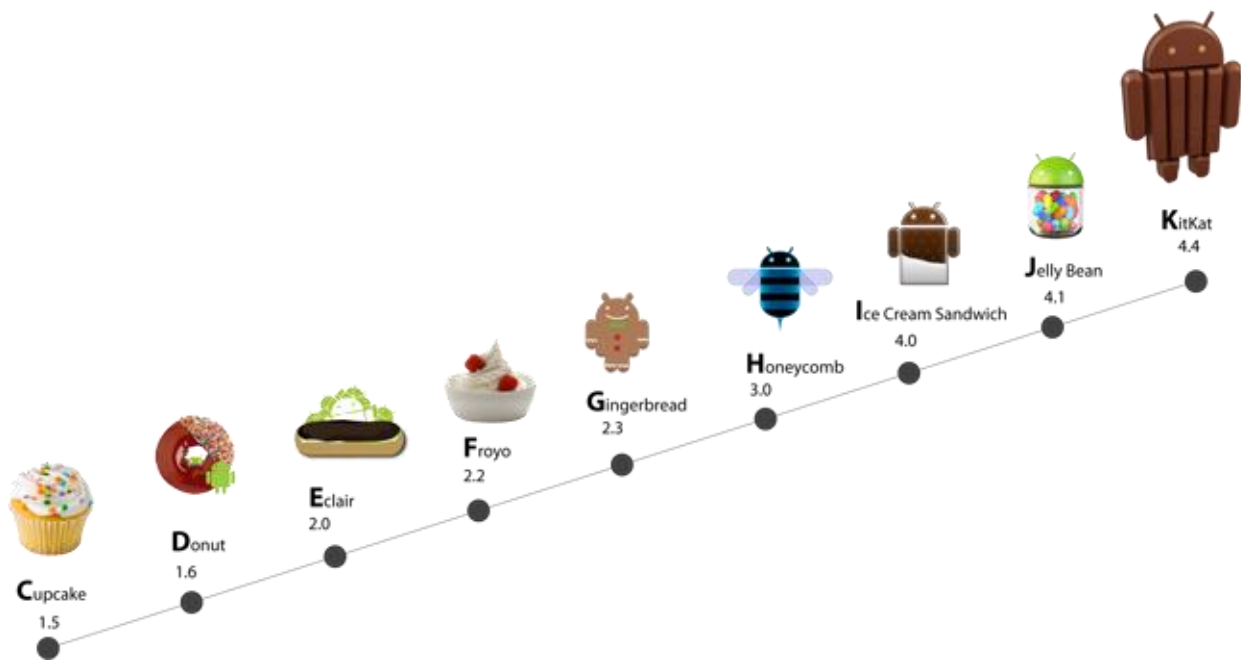 Cupcake
1.5
Donut
1.6
Eclair
2.0
Froyo
2.2
Gingerbread
2.3
Honeycomb
3.0
Ice Cream Sandwich
4.0
Jelly Bean
4.1
KitKat
4.4